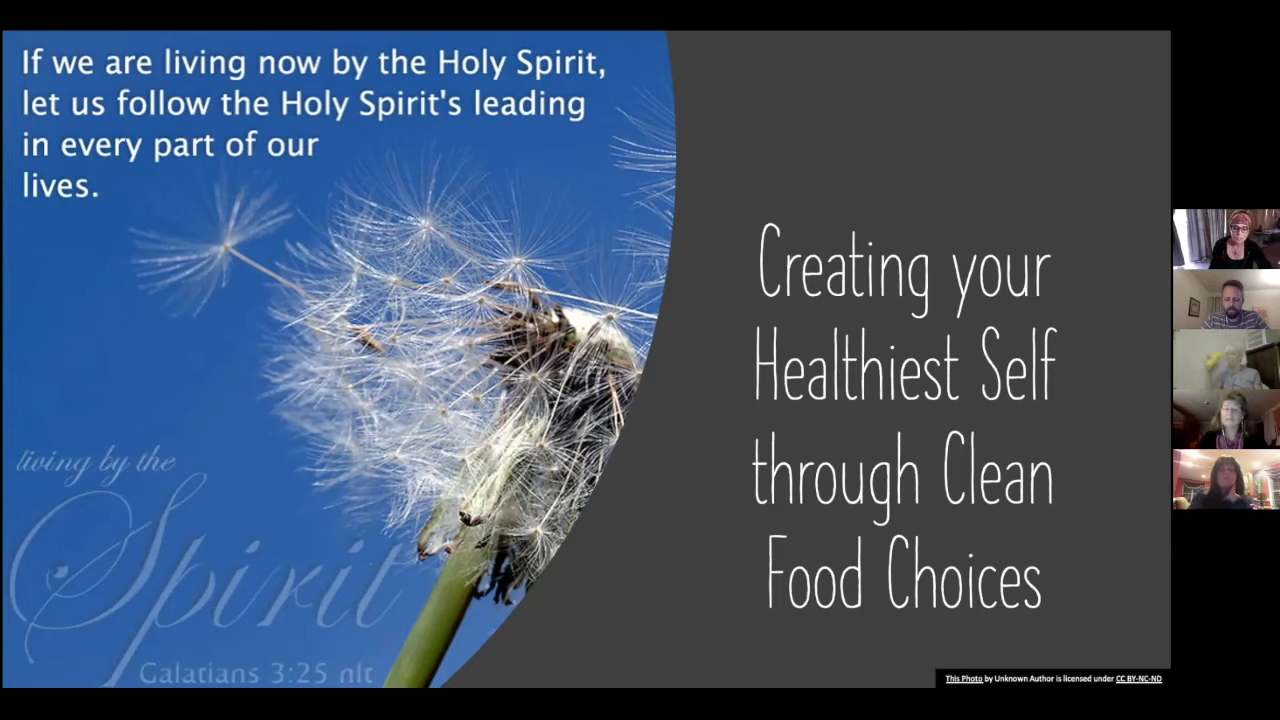 If we are living now by the Holy Spirit,
let us follow the Holy Spirit's leading
in every part of our
lives.
living by the
Spirit
Galatians 3:25 nlt
Creating your
Healthiest Self
through Clean
Food Choices
This Photo by Unknown Author is licensed under CC BY-NC-ND